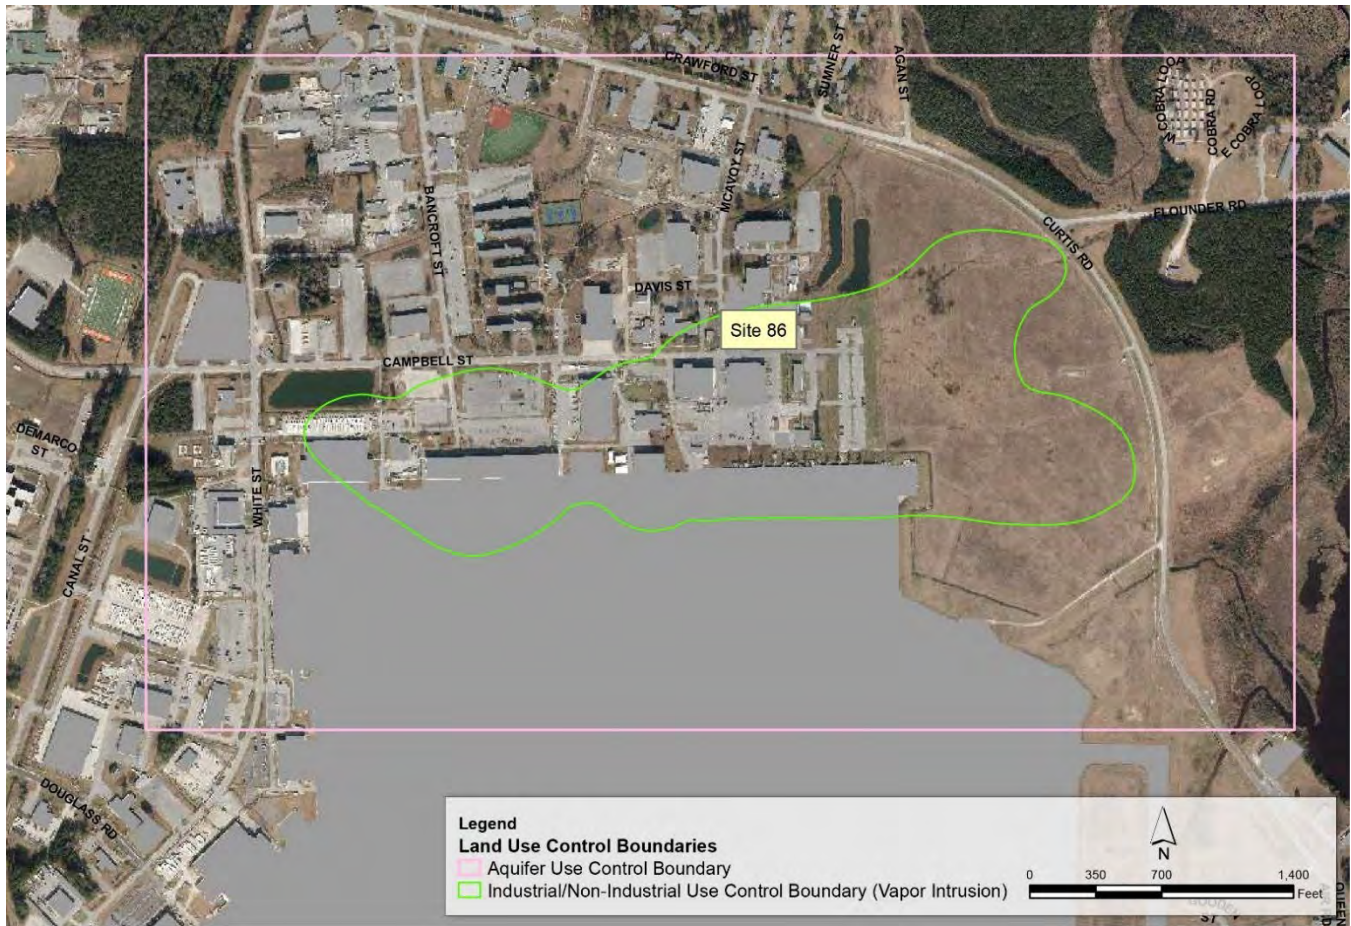 CRAWFORD ST
SUMNER ST
AGAN ST
W COBRA LOOP
COBRA RD
E COBRA LOOP
MCAVOY ST
BANCROFT ST
FLOUNDER RD
CURTIS RD
DAVIS ST
Site 86
CAMPBELL ST
DEMARCO
ST
WHITE ST
CANAL ST
DOUGLASS RD
Legend
Land Use Control Boundaries
Aquifer Use Control Boundary
Industrial/Non-Industrial Use Control Boundary (Vapor Intrusion)
N
0 350 700 1,400
Feet
ST
QUEEN
RD